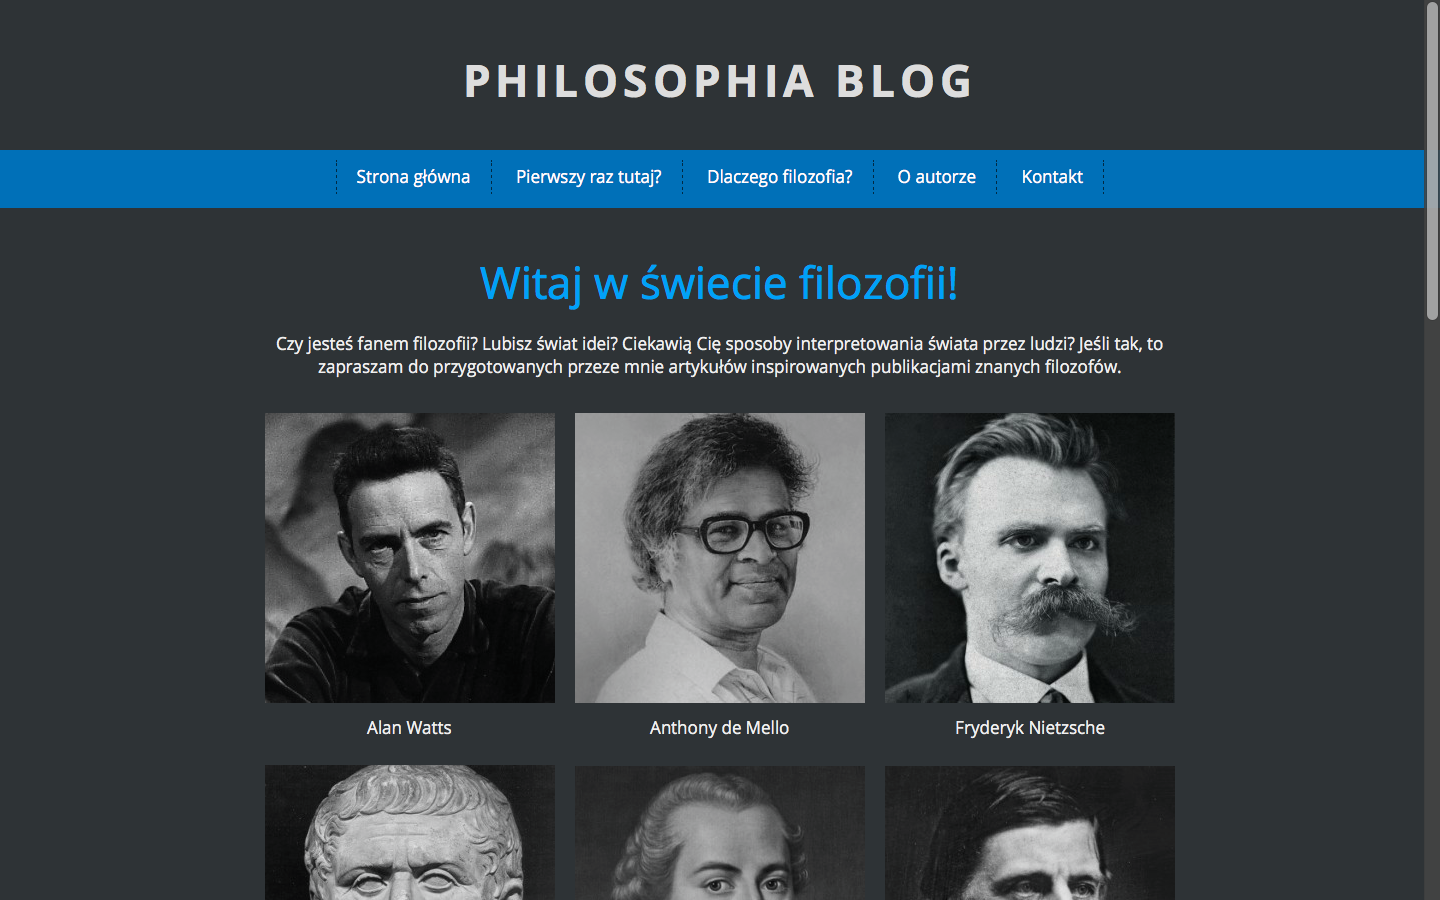 PHILOSOPHIA BLOG
Strona główna
Pierwszy raz tutaj?
Dlaczego filozofia?
O autorze
Kontakt
Witaj w świecie filozofii!
Czy jesteś fanem filozofii? Lubisz świat idei? Ciekawią Cię sposoby interpretowania świata przez ludzi? Jeśli tak, to
zapraszam do przygotowanych przeze mnie artykułów inspirowanych publikacjami znanych filozofów.
Alan Watts
Anthony de Mello
Fryderyk Nietzsche